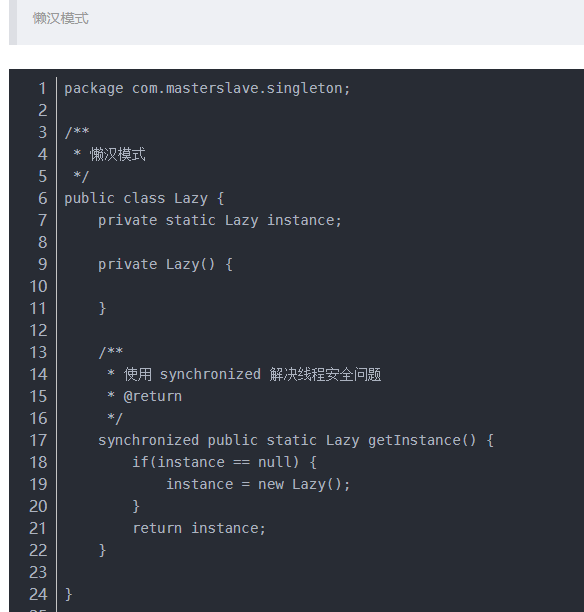 懒汉模式
1 package com.masterslave.singleton;
2
3 /**
4  * 懒汉模式
5  */
6 public class Lazy {
7     private static Lazy instance;
8
9     private Lazy() {
10
11     }
12
13     /**
14      * 使用 synchronized 解决线程安全问题
15      * @return
16      */
17     synchronized public static Lazy getInstance() {
18         if(instance == null) {
19             instance = new Lazy();
20         }
21         return instance;
22     }
23
24 }